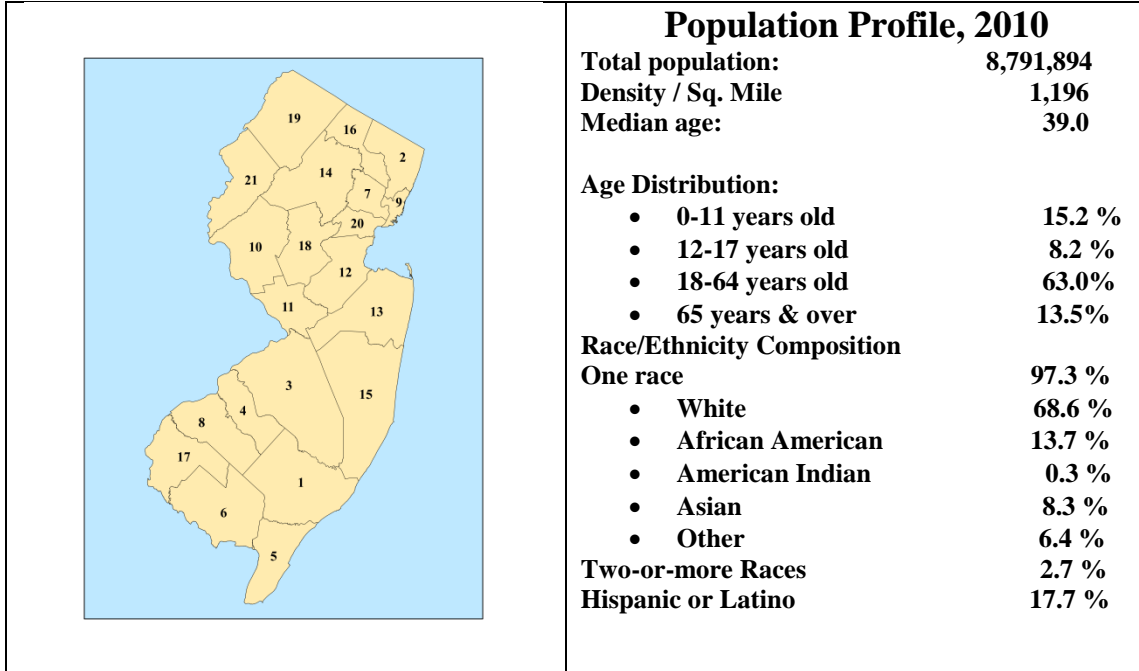 19
16
2
14
21
7
9
20
10
18
12
11
13
3
15
4
8
17
1
6
5
Population Profile, 2010
Total population: 8,791,894
Density / Sq. Mile 1,196
Median age: 39.0
Age Distribution:
• 0-11 years old 15.2 %
• 12-17 years old 8.2 %
• 18-64 years old 63.0%
• 65 years & over 13.5%
Race/Ethnicity Composition
One race 97.3 %
• White 68.6 %
• African American 13.7 %
• American Indian 0.3 %
• Asian 8.3 %
• Other 6.4 %
Two-or-more Races 2.7 %
Hispanic or Latino 17.7 %